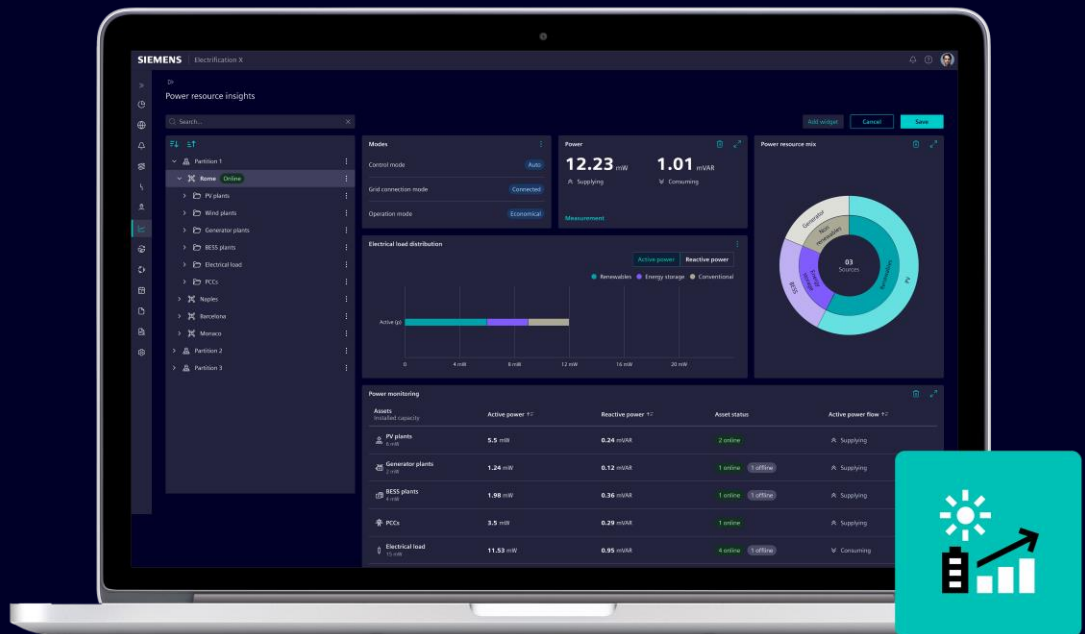 SIEMENS Electrification X
Power resource insights
Search...
Add widget Cancel Save
Partition 1
Rome Online
PV plants
Wind plants
Generator plants
BESS plants
Electrical load
PCCs
Naples
Barcelona
Monaco
Partition 2
Partition 3
Modes
Control mode Auto
Grid connection mode Connected
Operation mode Economical
Power
12.23 mW 1.01 mVAR
Supplying Consuming
Measurement
Power resource mix
Generator
Non renewables
Energy storage
BESS
Renewables
PV
03
Sources
Electrical load distribution
Active power Reactive power
Renewables Energy storage Conventional
Active (p)
0 4 mW 8 mW 12 mW 16 mW 20 mW
Power monitoring
Assets Active power Reactive power Asset status Active power flow
Installed capacity
PV plants 5.5 mW 0.24 mVAR 2 online Supplying
6 mW
Generator plants 1.24 mW 0.12 mVAR 1 online 1 offline Supplying
2 mW
BESS plants 1.98 mW 0.36 mVAR 1 online 1 offline Supplying
4 mW
PCCs 3.5 mW 0.29 mVAR 1 online Supplying
Electrical load 11.53 mW 0.95 mVAR 4 online 1 offline Consuming
15 mW